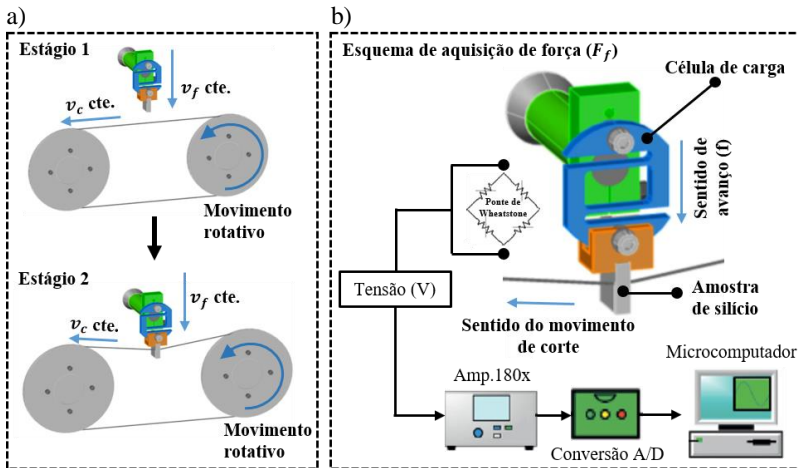 a)
Estágio 1
v_c cte.
v_f cte.
Movimento
rotativo
Estágio 2
v_c cte.
v_f cte.
Movimento
rotativo
b)
Esquema de aquisição de força (F_f)
Célula de carga
Sentido de
avanço (f)
Ponte de
Wheatstone
Tensão (V)
Amostra
de silício
Sentido do movimento
de corte
Microcomputador
Amp.180x
Conversão A/D